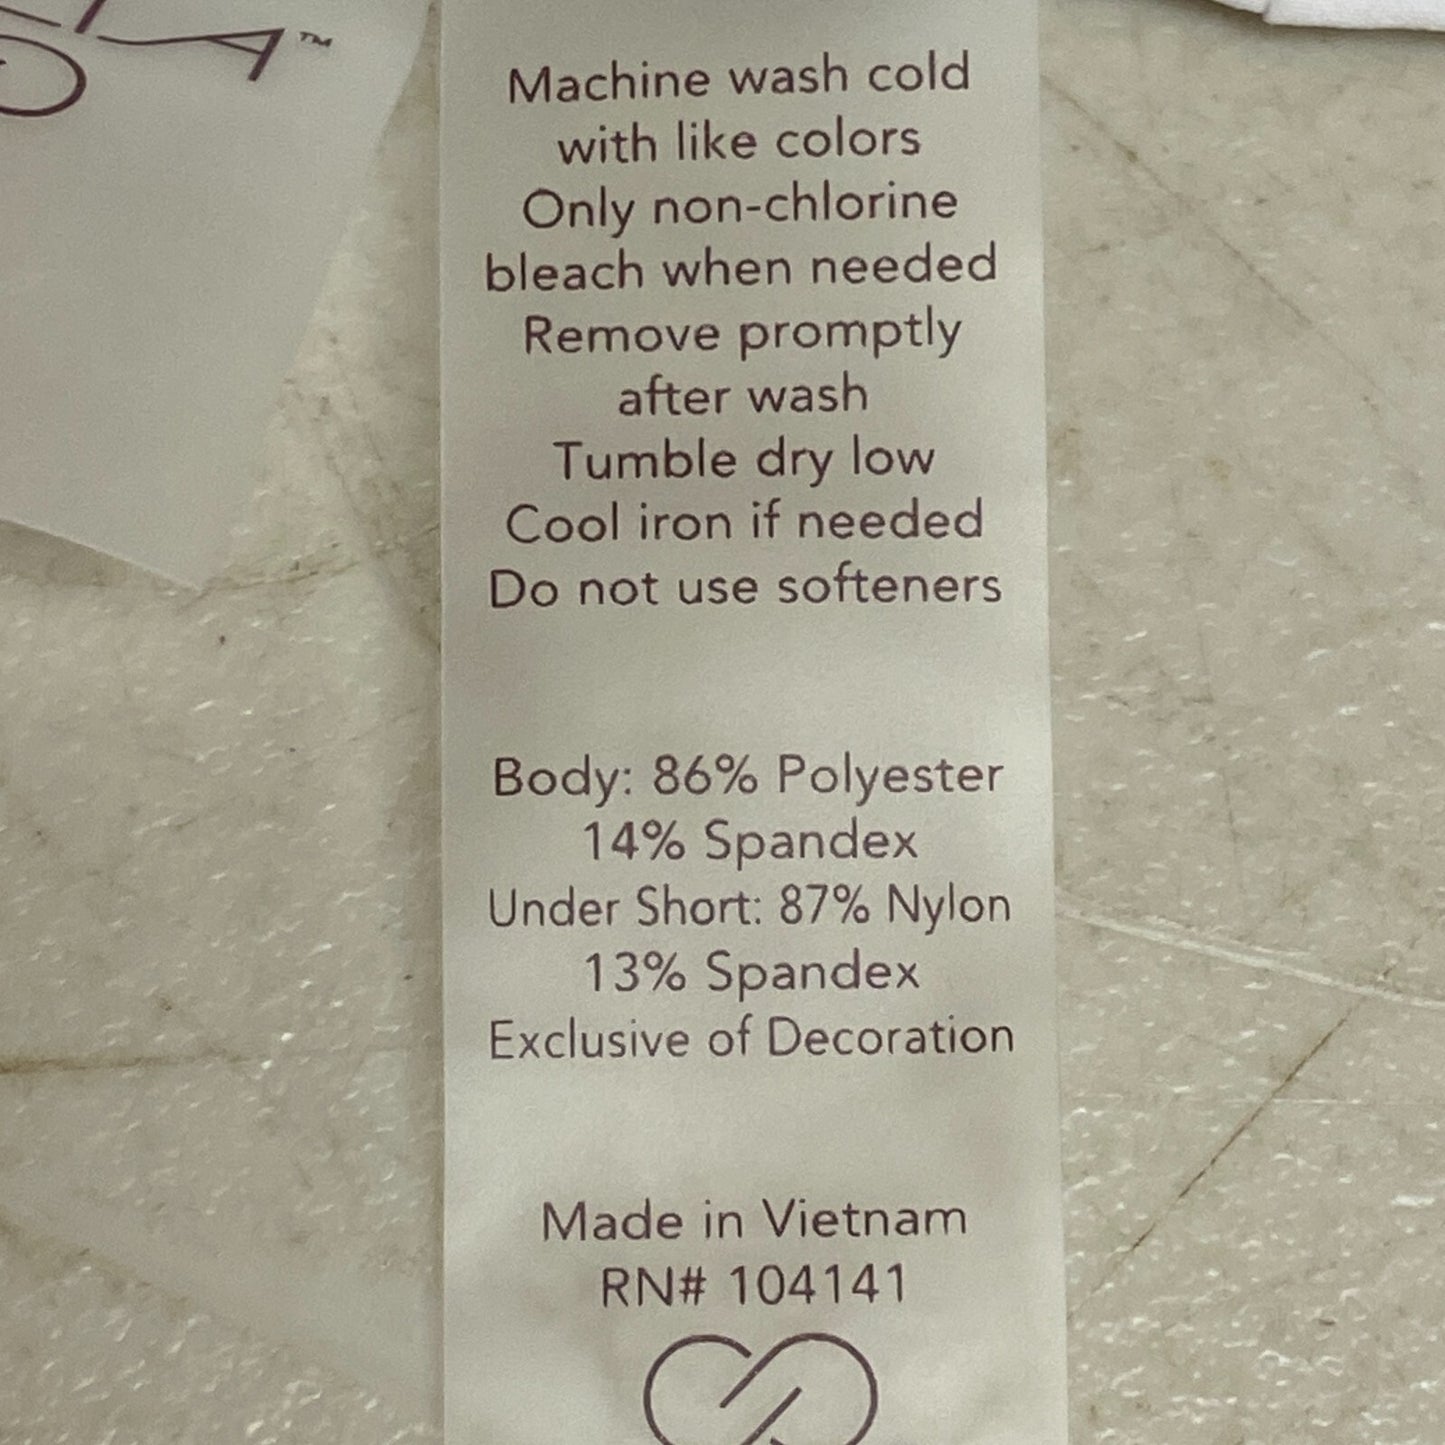 ™
Machine wash cold
with like colors
Only non-chlorine
bleach when needed
Remove promptly
after wash
Tumble dry low
Cool iron if needed
Do not use softeners
Body: 86% Polyester
14% Spandex
Under Short: 87% Nylon
13% Spandex
Exclusive of Decoration
Made in Vietnam
RN# 104141